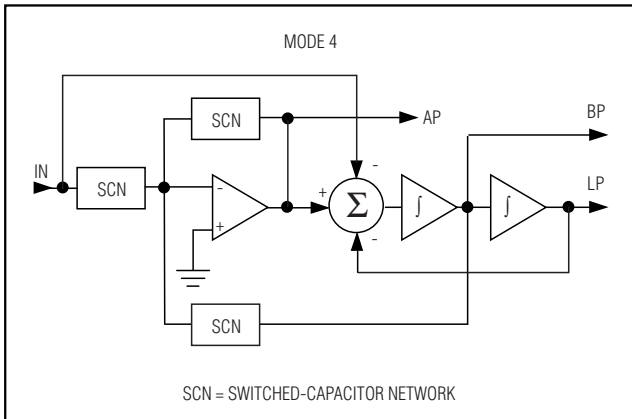 MODE 4
SCN
AP
BP
IN
SCN
-
-
+
+
Σ
∫
∫
LP
-
SCN
SCN = SWITCHED-CAPACITOR NETWORK